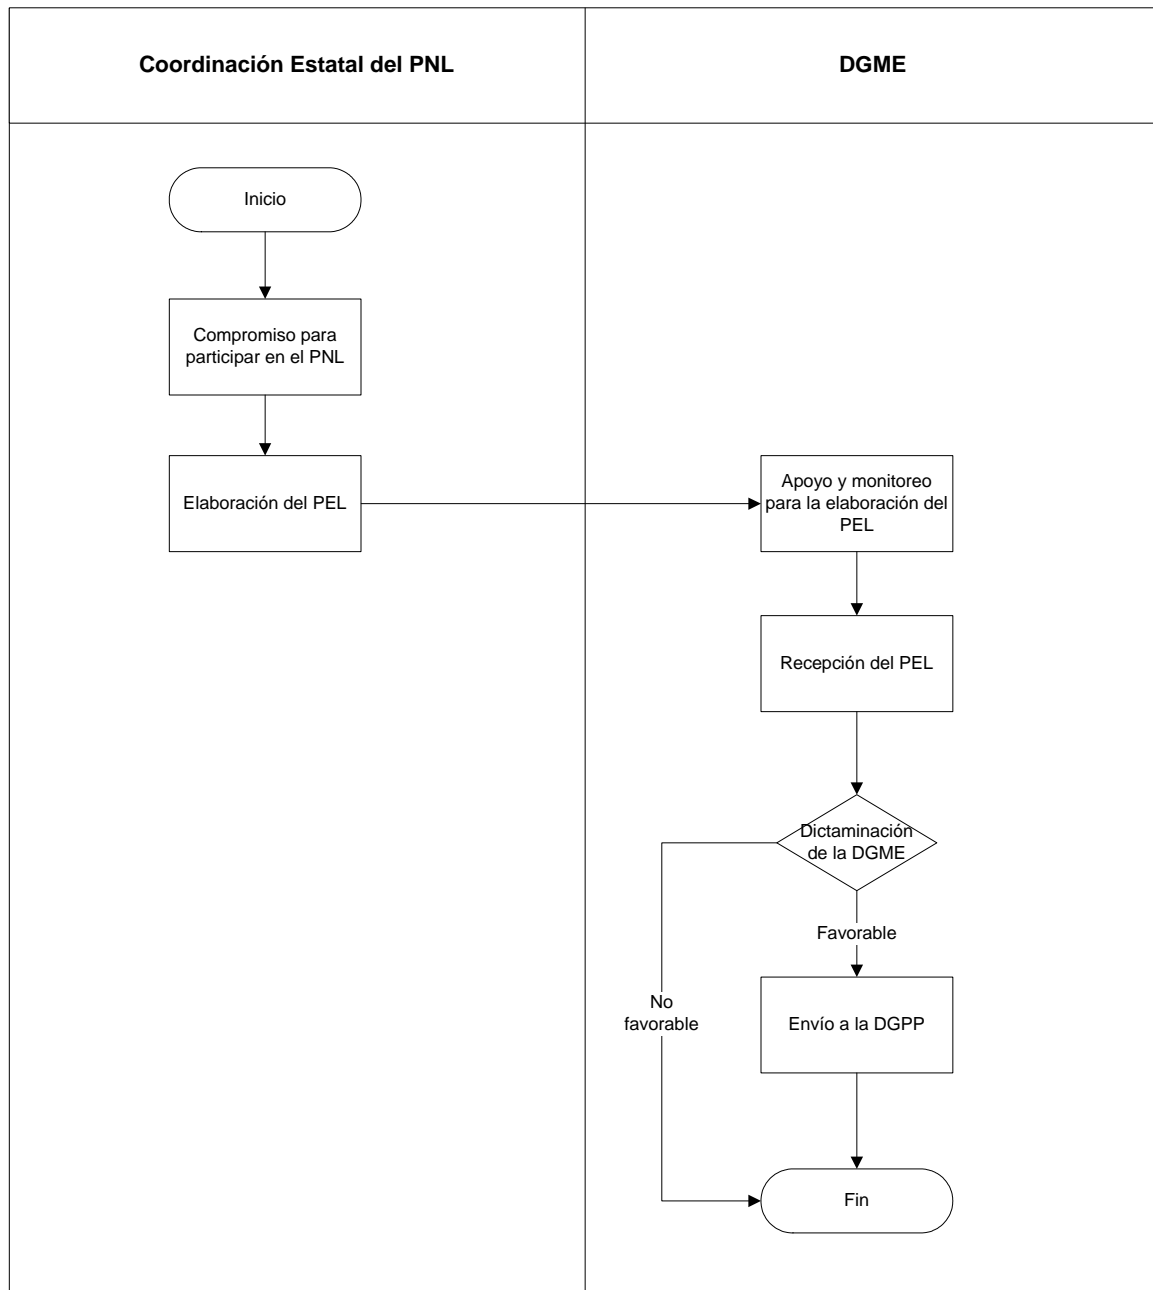 Coordinación Estatal del PNL
DGME
Inicio
Compromiso para
participar en el PNL
Elaboración del PEL
Apoyo y monitoreo
para la elaboración del
PEL
Recepción del PEL
Dictaminación
de la DGME
Favorable
No
favorable
Envío a la DGPP
Fin